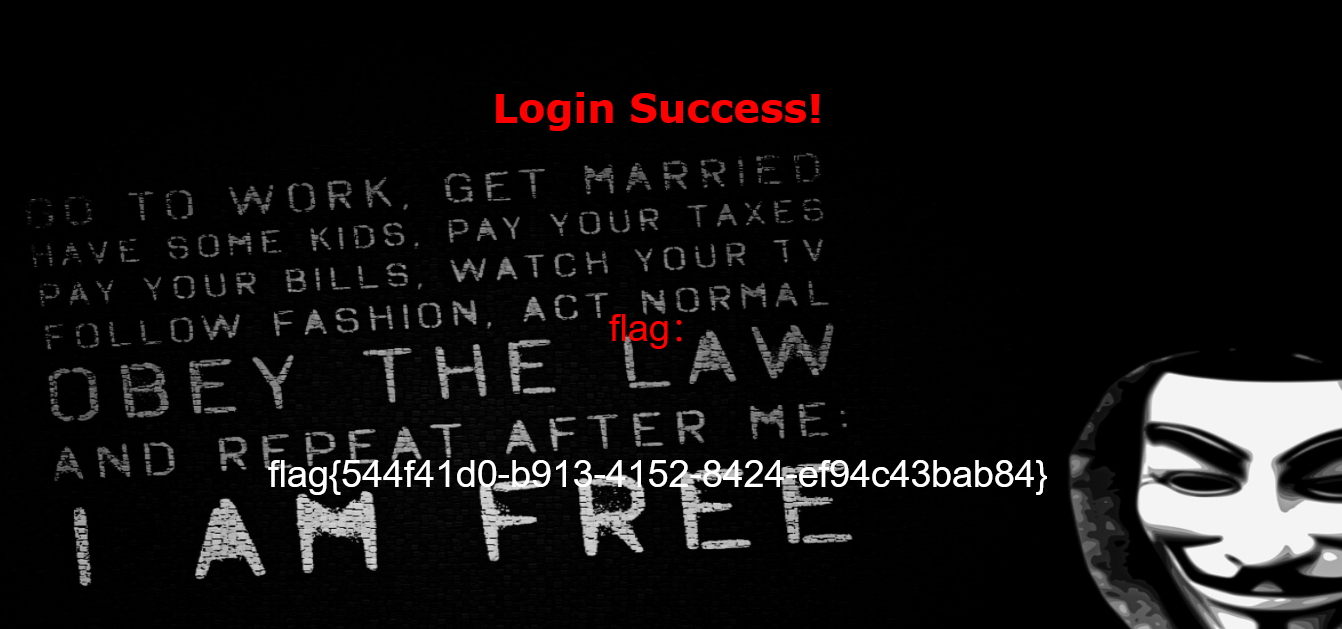 Login Success!
GO TO WORK, GET MARRIED
HAVE SOME KIDS, PAY YOUR TAXES
PAY YOUR BILLS, WATCH YOUR TV
FOLLOW FASHION, ACT NORMAL
flag:
OBEY THE LAW
AND REPEAT AFTER ME:
flag{544f41d0-b913-4152-8424-ef94c43bab84}
I AM FREE